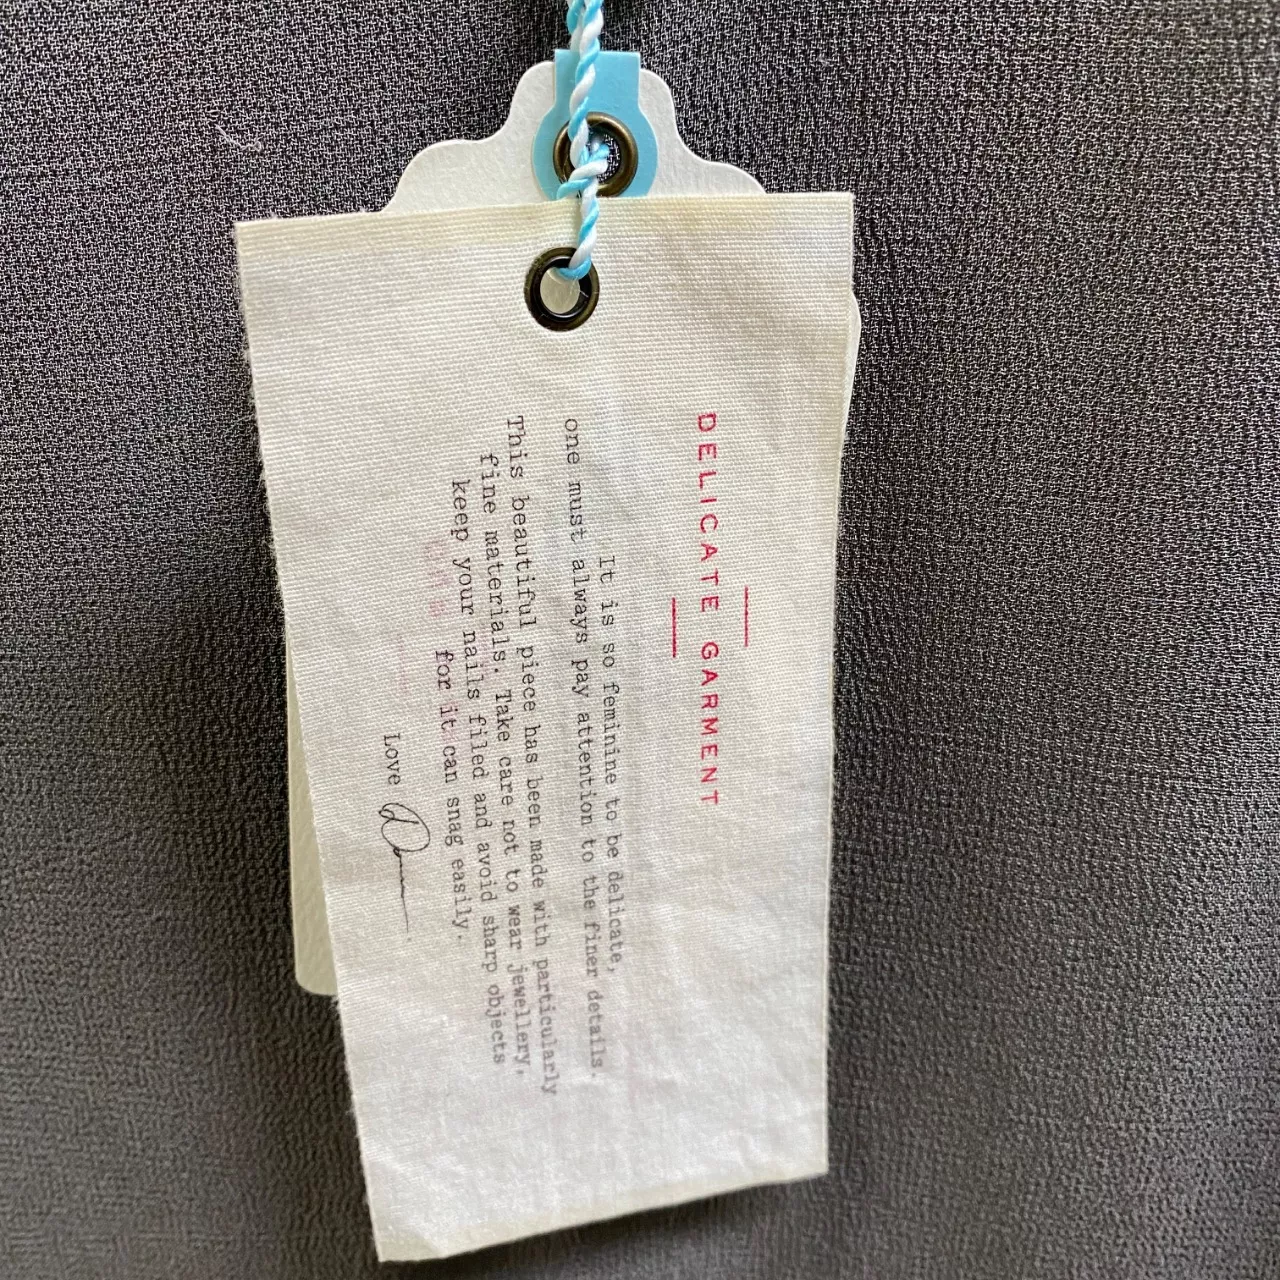 DELICATE GARMENT
It is so feminine to be delicate,
one must always pay attention to the finer details.
This beautiful piece has been made with particularly
fine materials. Take care not to wear jewellery,
keep your nails filed and avoid sharp objects
for it can snag easily.
Love